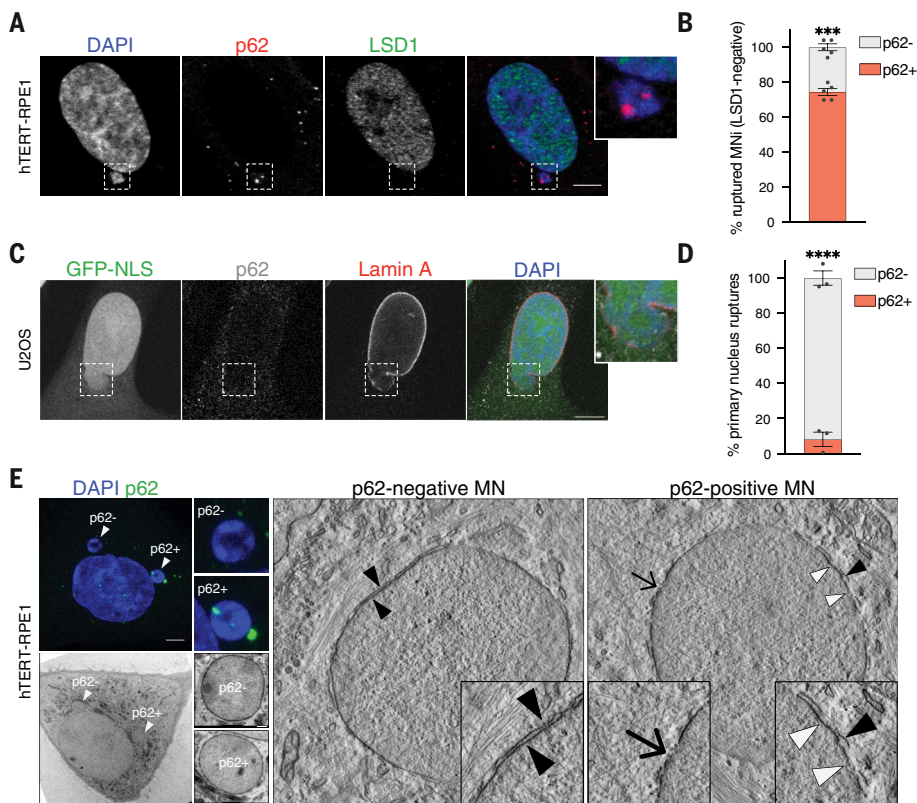 A
DAPI
p62
LSD1
hTERT-RPE1
B
% ruptured MNi (LSD1-negative)
100
80
60
40
20
0
***
p62-
p62+
C
GFP-NLS
p62
Lamin A
DAPI
U2OS
D
% primary nucleus ruptures
100
80
60
40
20
0
****
p62-
p62+
E
hTERT-RPE1
DAPI p62
p62-
p62+
p62-
p62+
p62-
p62+
p62-
p62+
p62-negative MN
p62-positive MN